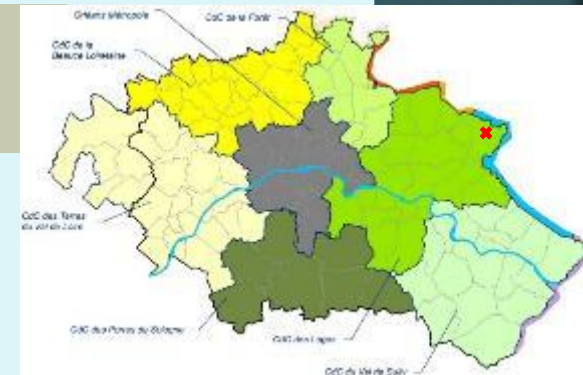 Orléans Métropole
CdC de la Forêt
CdC de la
Beauce Loirétaine
CdC des Terres
du Val de Loire
CdC des Portes de Sologne
CdC des Loges
CdC du Val de Sully